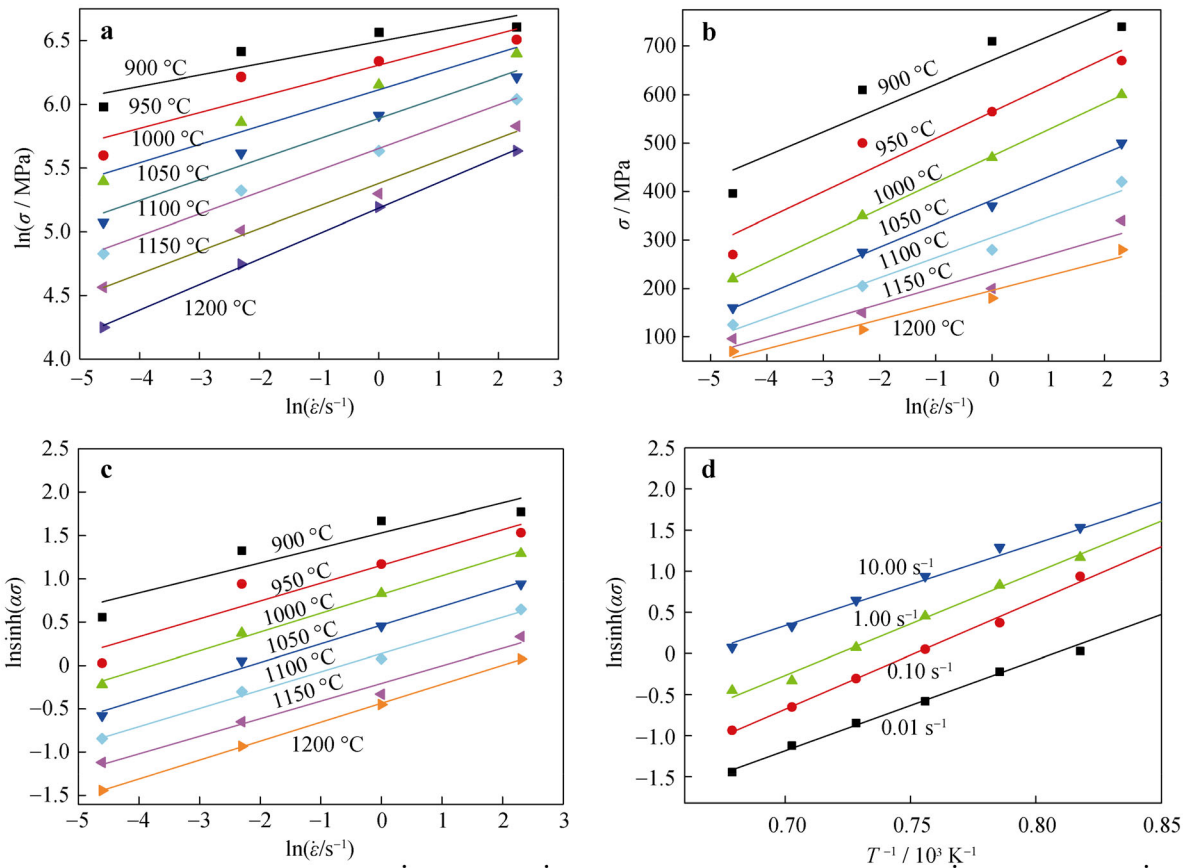 a
6.5
6.0
5.5
5.0
4.5
4.0
ln(σ / MPa)
900 °C
950 °C
1000 °C
1050 °C
1100 °C
1150 °C
1200 °C
−5 −4 −3 −2 −1 0 1 2 3
ln(ε̇/s⁻¹)
b
700
600
500
400
300
200
100
σ / MPa
900 °C
950 °C
1000 °C
1050 °C
1100 °C
1150 °C
1200 °C
−5 −4 −3 −2 −1 0 1 2 3
ln(ε̇/s⁻¹)
c
2.5
2.0
1.5
1.0
0.5
0
−0.5
−1.0
−1.5
lnsinh(ασ)
900 °C
950 °C
1000 °C
1050 °C
1100 °C
1150 °C
1200 °C
−5 −4 −3 −2 −1 0 1 2 3
ln(ε̇/s⁻¹)
d
2.5
2.0
1.5
1.0
0.5
0
−0.5
−1.0
−1.5
lnsinh(ασ)
10.00 s⁻¹
1.00 s⁻¹
0.10 s⁻¹
0.01 s⁻¹
0.70 0.75 0.80 0.85
T⁻¹ / 10³ K⁻¹